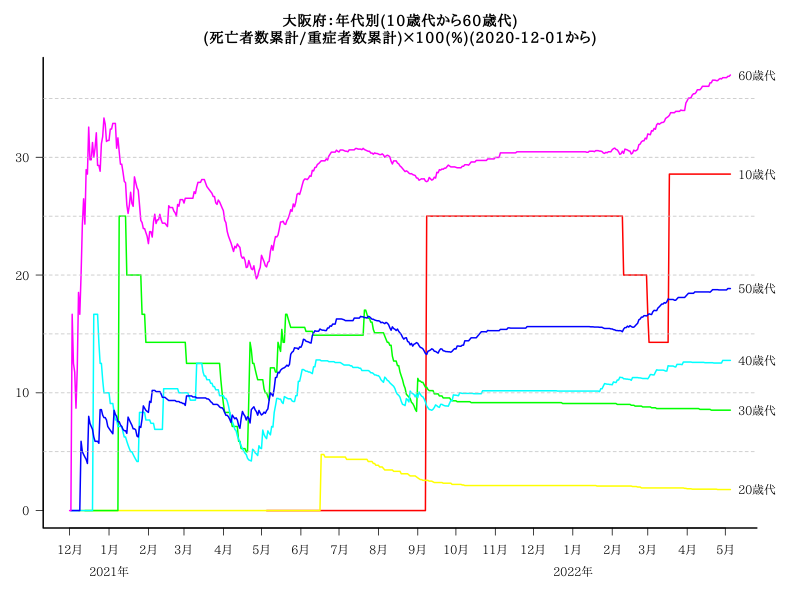 大阪府：年代別(10歳代から60歳代)
(死亡者数累計/重症者数累計)×100(%)(2020-12-01から)
60歳代
30
10歳代
20
50歳代
40歳代
10
30歳代
20歳代
0
12月 1月 2月 3月 4月 5月 6月 7月 8月 9月 10月 11月 12月 1月 2月 3月 4月 5月
2021年 2022年